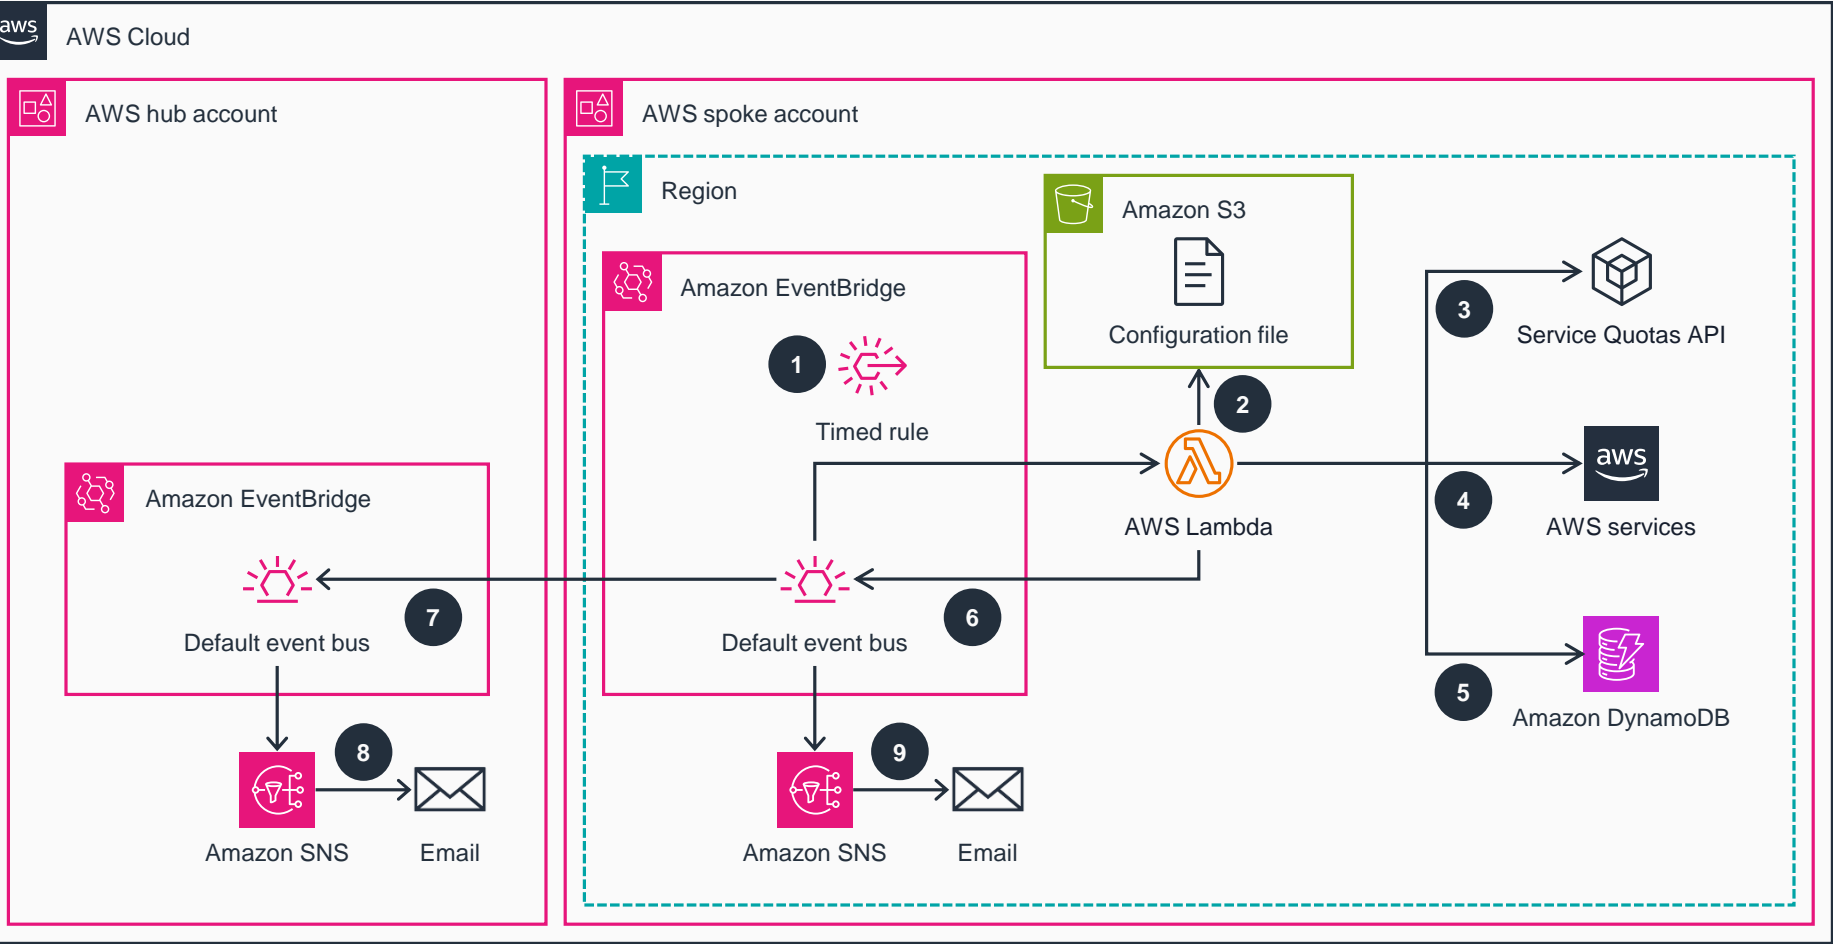 aws
AWS Cloud
AWS hub account
AWS spoke account
Region
Amazon S3
Configuration file
Amazon EventBridge
1
Timed rule
2
3
Service Quotas API
AWS Lambda
4
aws
AWS services
5
Amazon DynamoDB
Amazon EventBridge
Default event bus
7
Default event bus
6
8
Amazon SNS
Email
9
Amazon SNS
Email